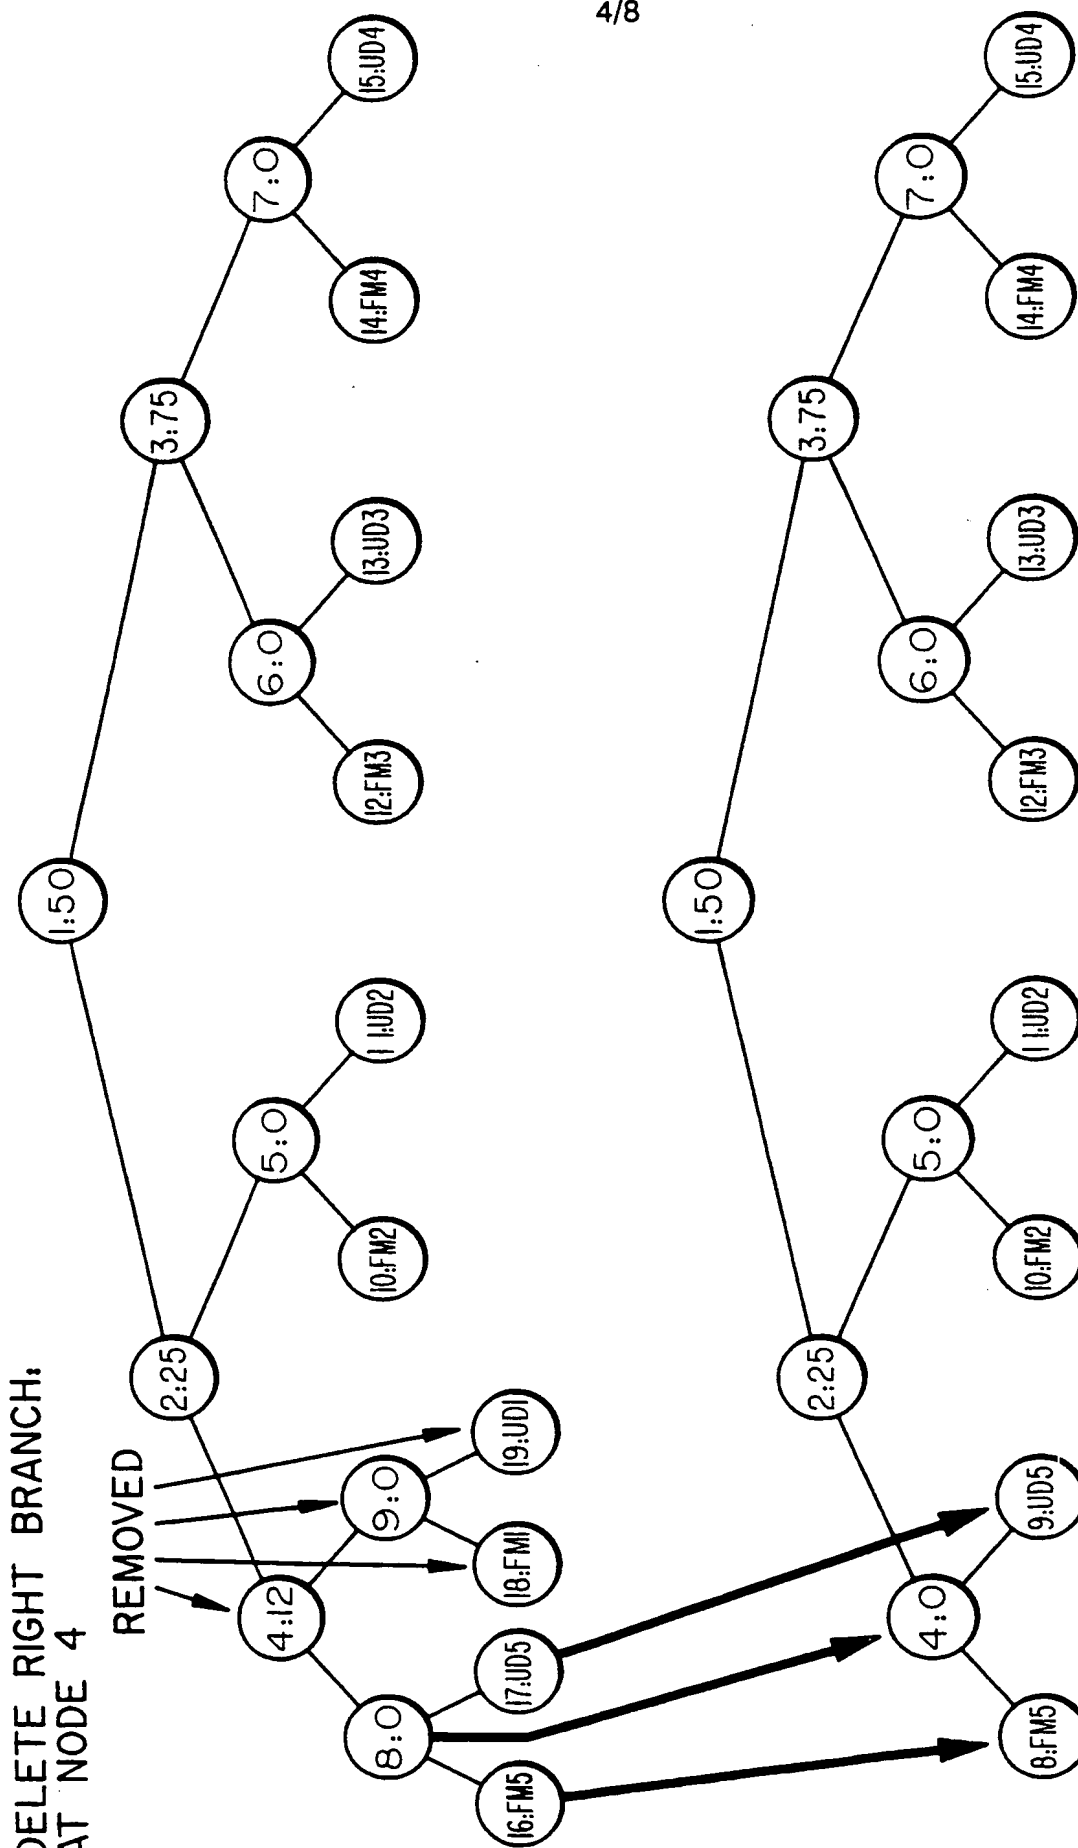 4/8
DELETE RIGHT BRANCH:
AT NODE 4
REMOVED
1:50
2:25
3:75
4:12
5:0
6:0
7:0
8:0
9:0
10:FM2
11:UD2
12:FM3
13:UD3
14:FM4
15:UD4
16:FM5
17:UD5
18:FM1
19:UD1
1:50
2:25
3:75
4:0
5:0
6:0
7:0
8:FM5
9:UD5
10:FM2
11:UD2
12:FM3
13:UD3
14:FM4
15:UD4